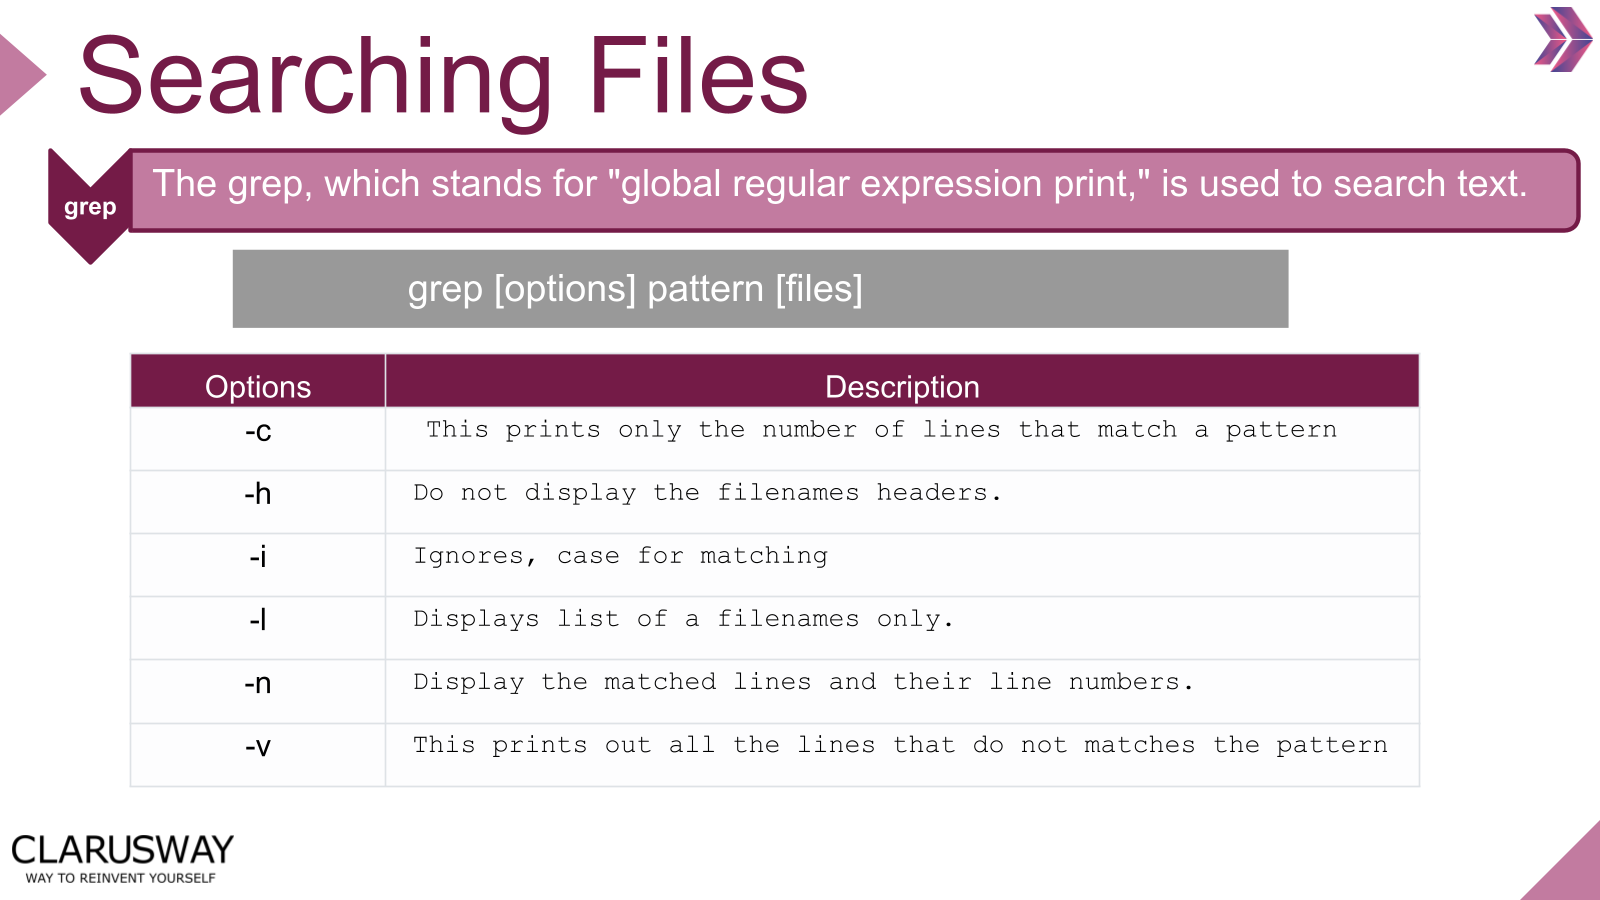 Searching Files
grep
The grep, which stands for "global regular expression print," is used to search text.
grep [options] pattern [files]
Options Description
-c This prints only the number of lines that match a pattern
-h Do not display the filenames headers.
-i Ignores, case for matching
-l Displays list of a filenames only.
-n Display the matched lines and their line numbers.
-v This prints out all the lines that do not matches the pattern
CLARUSWAY
WAY TO REINVENT YOURSELF